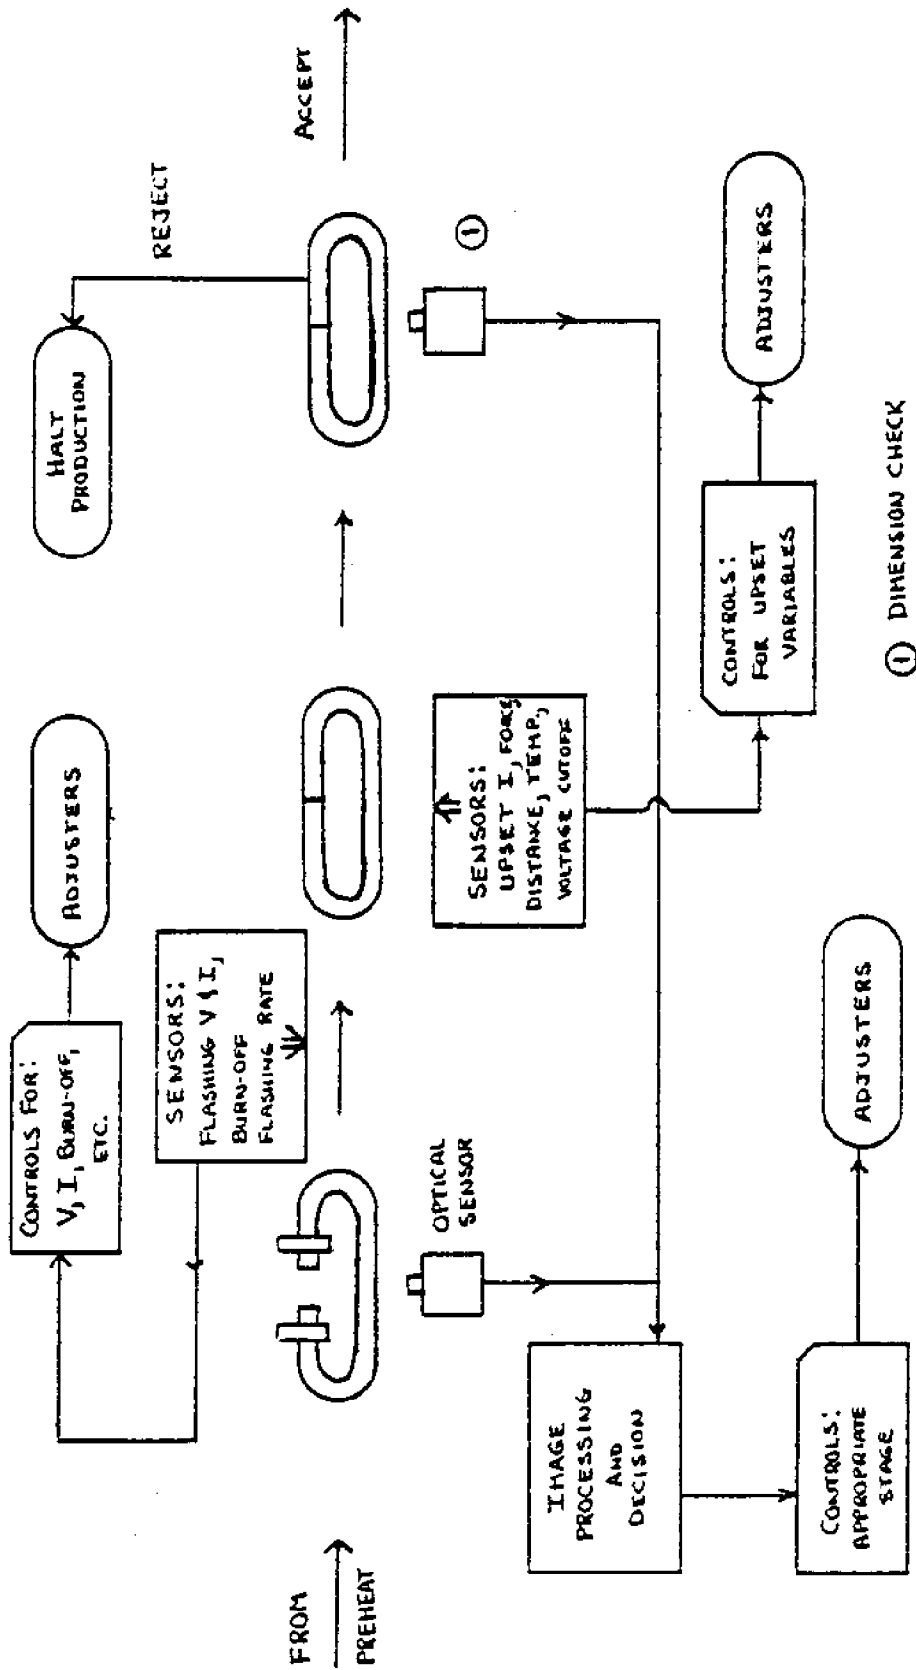 CONTROLS FOR:
V, I, BURN-OFF,
ETC.
ADJUSTERS
HALT
PRODUCTION
SENSORS:
FLASHING V & I,
BURN-OFF
FLASHING RATE
REJECT
FROM
PREHEAT
ACCEPT
OPTICAL
SENSOR
SENSORS:
UPSET I, FORCE,
DISTANCE, TEMP,
VOLTAGE CUTOFF
①
IMAGE
PROCESSING
AND
DECISION
CONTROLS:
FOR UPSET
VARIABLES
ADJUSTERS
CONTROLS:
APPROPRIATE
STAGE
ADJUSTERS
① DIMENSION CHECK